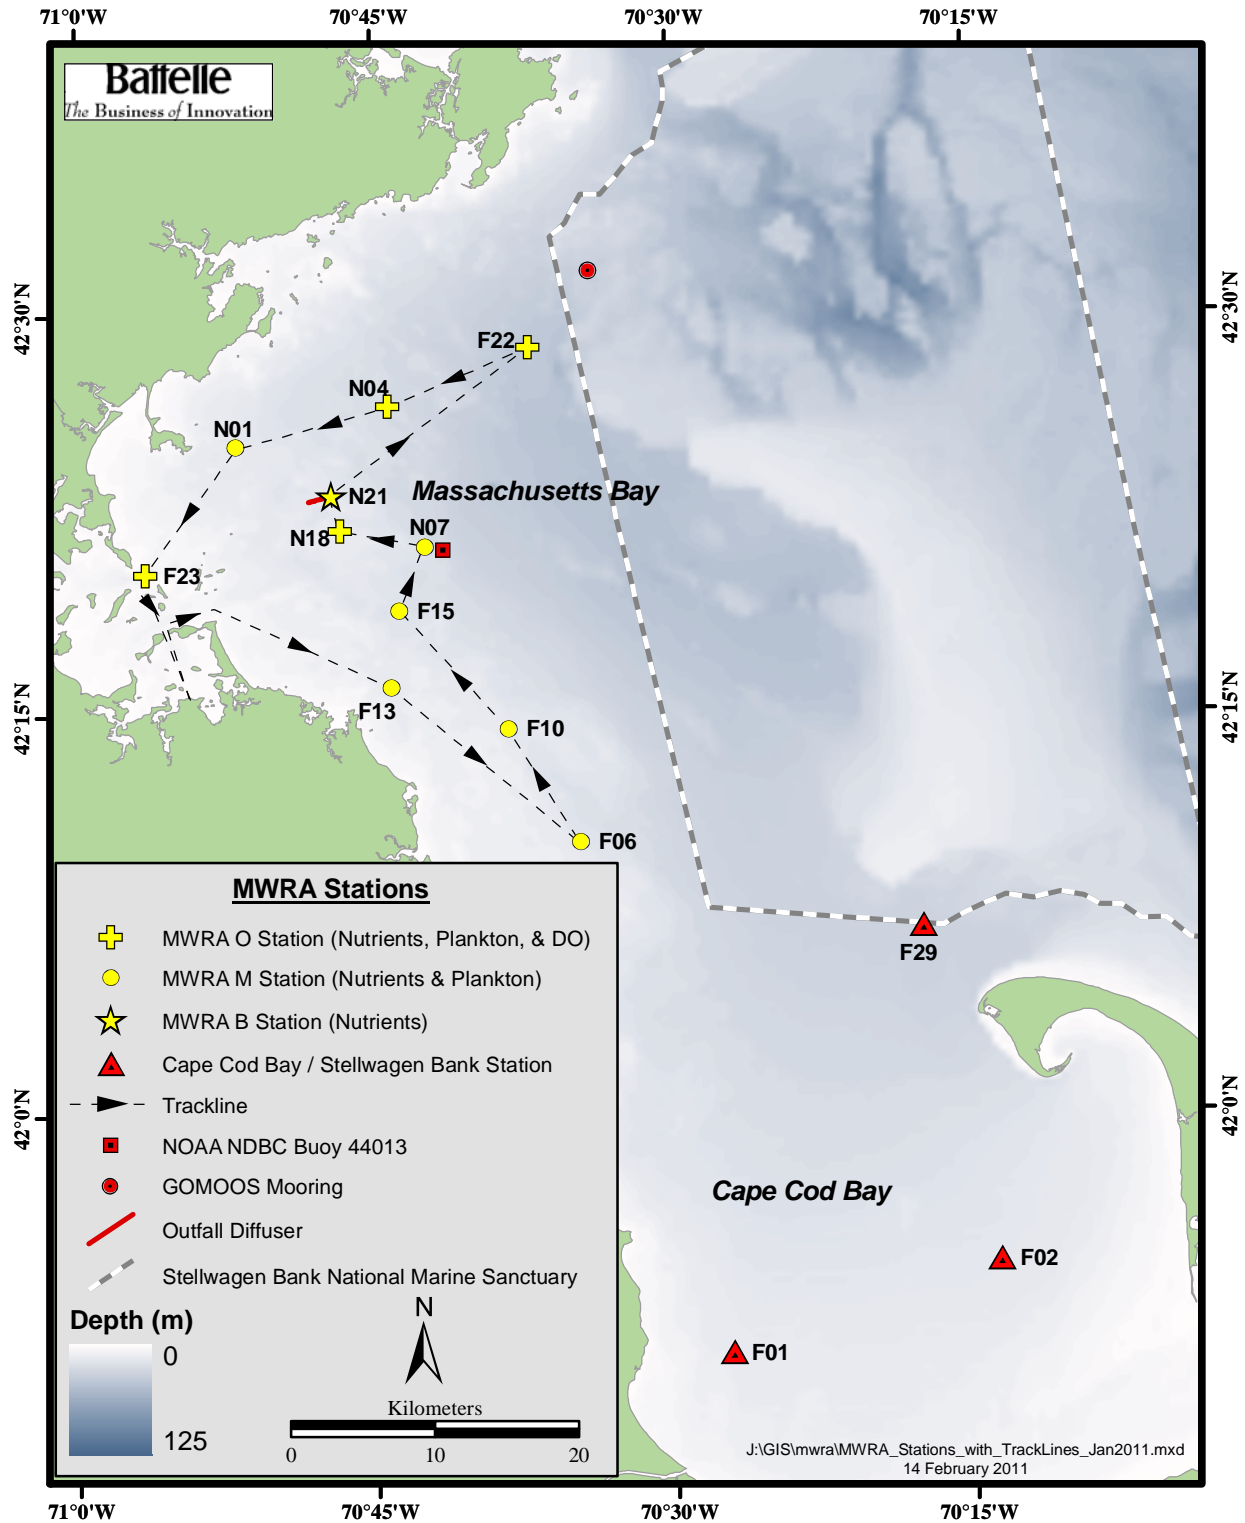 71°0'W 70°45'W 70°30'W 70°15'W
Battelle
The Business of Innovation
42°30'N 42°30'N
F22
N04
N01
N21 Massachusetts Bay
N07
N18
F23
F15
F13
F10
42°15'N 42°15'N
F06
MWRA Stations
MWRA O Station (Nutrients, Plankton, & DO)
MWRA M Station (Nutrients & Plankton)
MWRA B Station (Nutrients)
Cape Cod Bay / Stellwagen Bank Station
Trackline
NOAA NDBC Buoy 44013
GOMOOS Mooring
Outfall Diffuser
Stellwagen Bank National Marine Sanctuary
Depth (m)
0
125
N
Kilometers
0 10 20
F29
42°0'N 42°0'N
Cape Cod Bay
F02
F01
J:\GIS\mwra\MWRA_Stations_with_TrackLines_Jan2011.mxd
14 February 2011
71°0'W 70°45'W 70°30'W 70°15'W